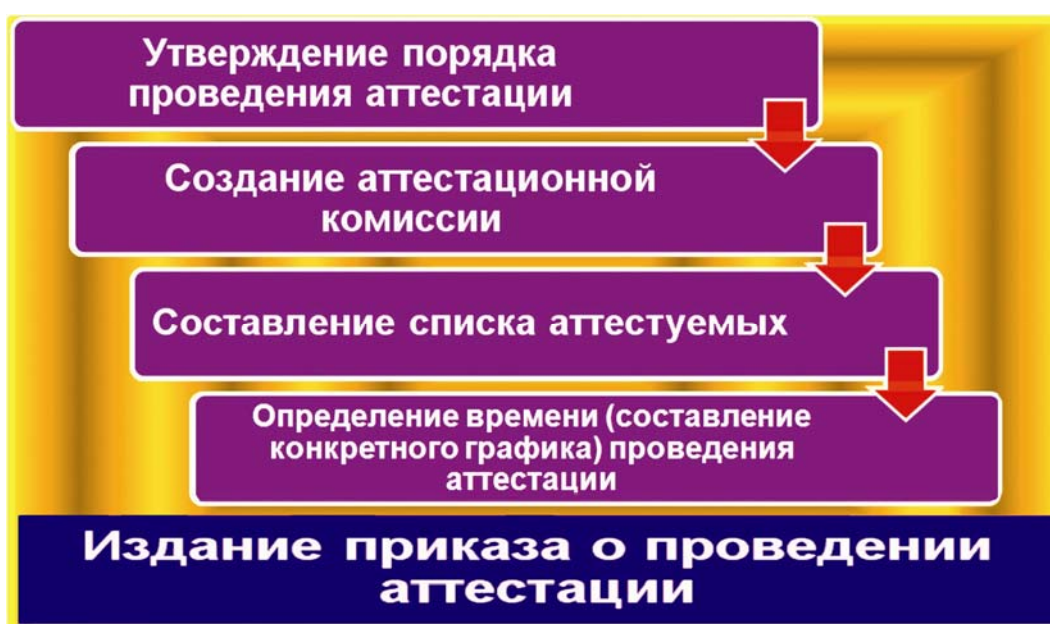 Утверждение порядка
проведения аттестации
Создание аттестационной
комиссии
Составление списка аттестуемых
Определение времени (составление
конкретного графика) проведения
аттестации
Издание приказа о проведении
аттестации